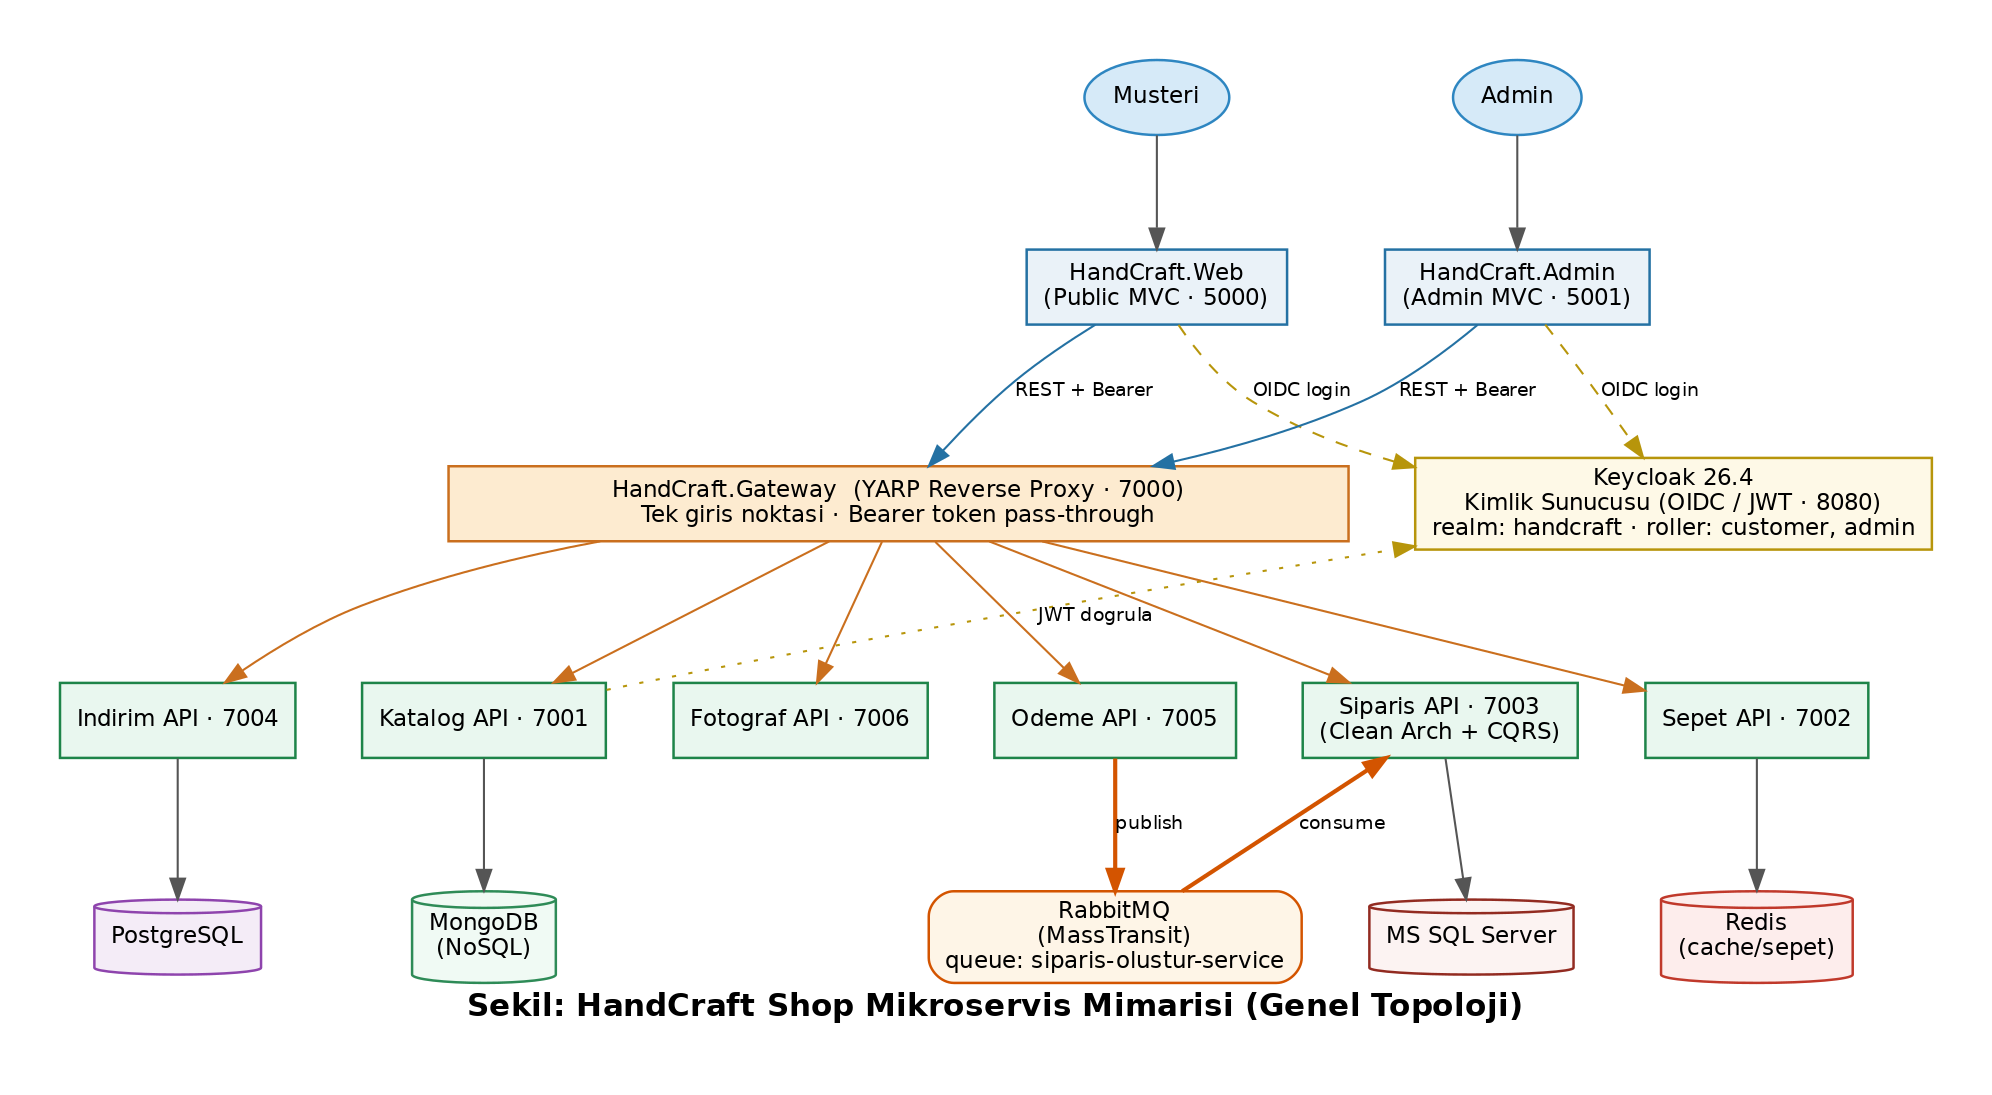 Musteri
Admin
HandCraft.Web
(Public MVC · 5000)
HandCraft.Admin
(Admin MVC · 5001)
REST + Bearer
OIDC login
REST + Bearer
OIDC login
HandCraft.Gateway  (YARP Reverse Proxy · 7000)
Tek giris noktasi · Bearer token pass-through
Keycloak 26.4
Kimlik Sunucusu (OIDC / JWT · 8080)
realm: handcraft · roller: customer, admin
JWT dogrula
Indirim API · 7004
Katalog API · 7001
Fotograf API · 7006
Odeme API · 7005
Siparis API · 7003
(Clean Arch + CQRS)
Sepet API · 7002
publish
consume
PostgreSQL
MongoDB
(NoSQL)
RabbitMQ
(MassTransit)
queue: siparis-olustur-service
MS SQL Server
Redis
(cache/sepet)
Sekil: HandCraft Shop Mikroservis Mimarisi (Genel Topoloji)